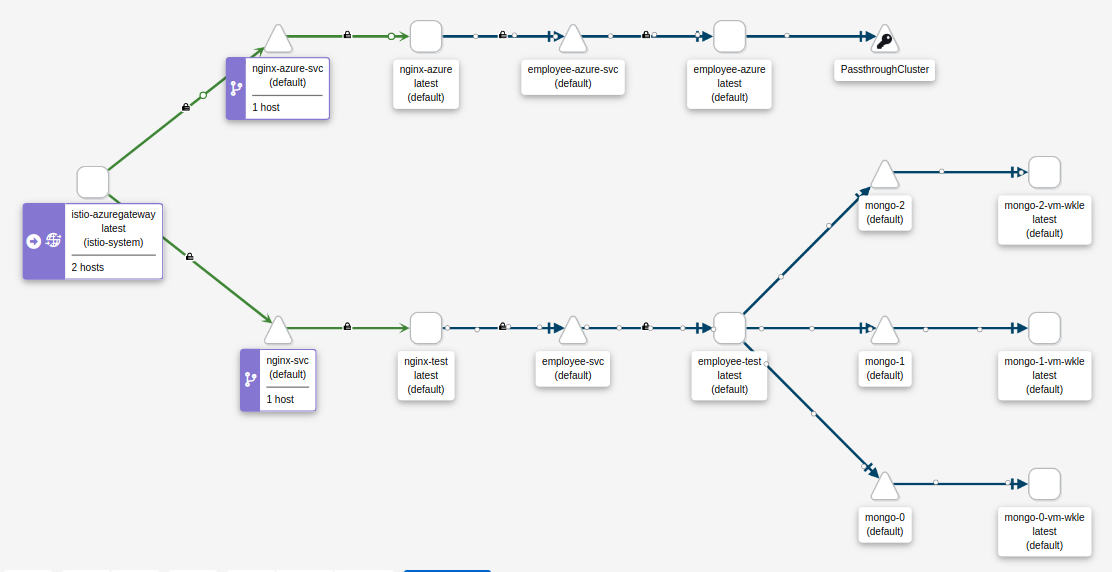 nginx-azure-svc
(default)
1 host
nginx-azure
latest
(default)
employee-azure-svc
(default)
employee-azure
latest
(default)
PassthroughCluster
istio-azuregateway
latest
(istio-system)
2 hosts
mongo-2
(default)
mongo-2-vm-wkle
latest
(default)
nginx-svc
(default)
1 host
nginx-test
latest
(default)
employee-svc
(default)
employee-test
latest
(default)
mongo-1
(default)
mongo-1-vm-wkle
latest
(default)
mongo-0
(default)
mongo-0-vm-wkle
latest
(default)